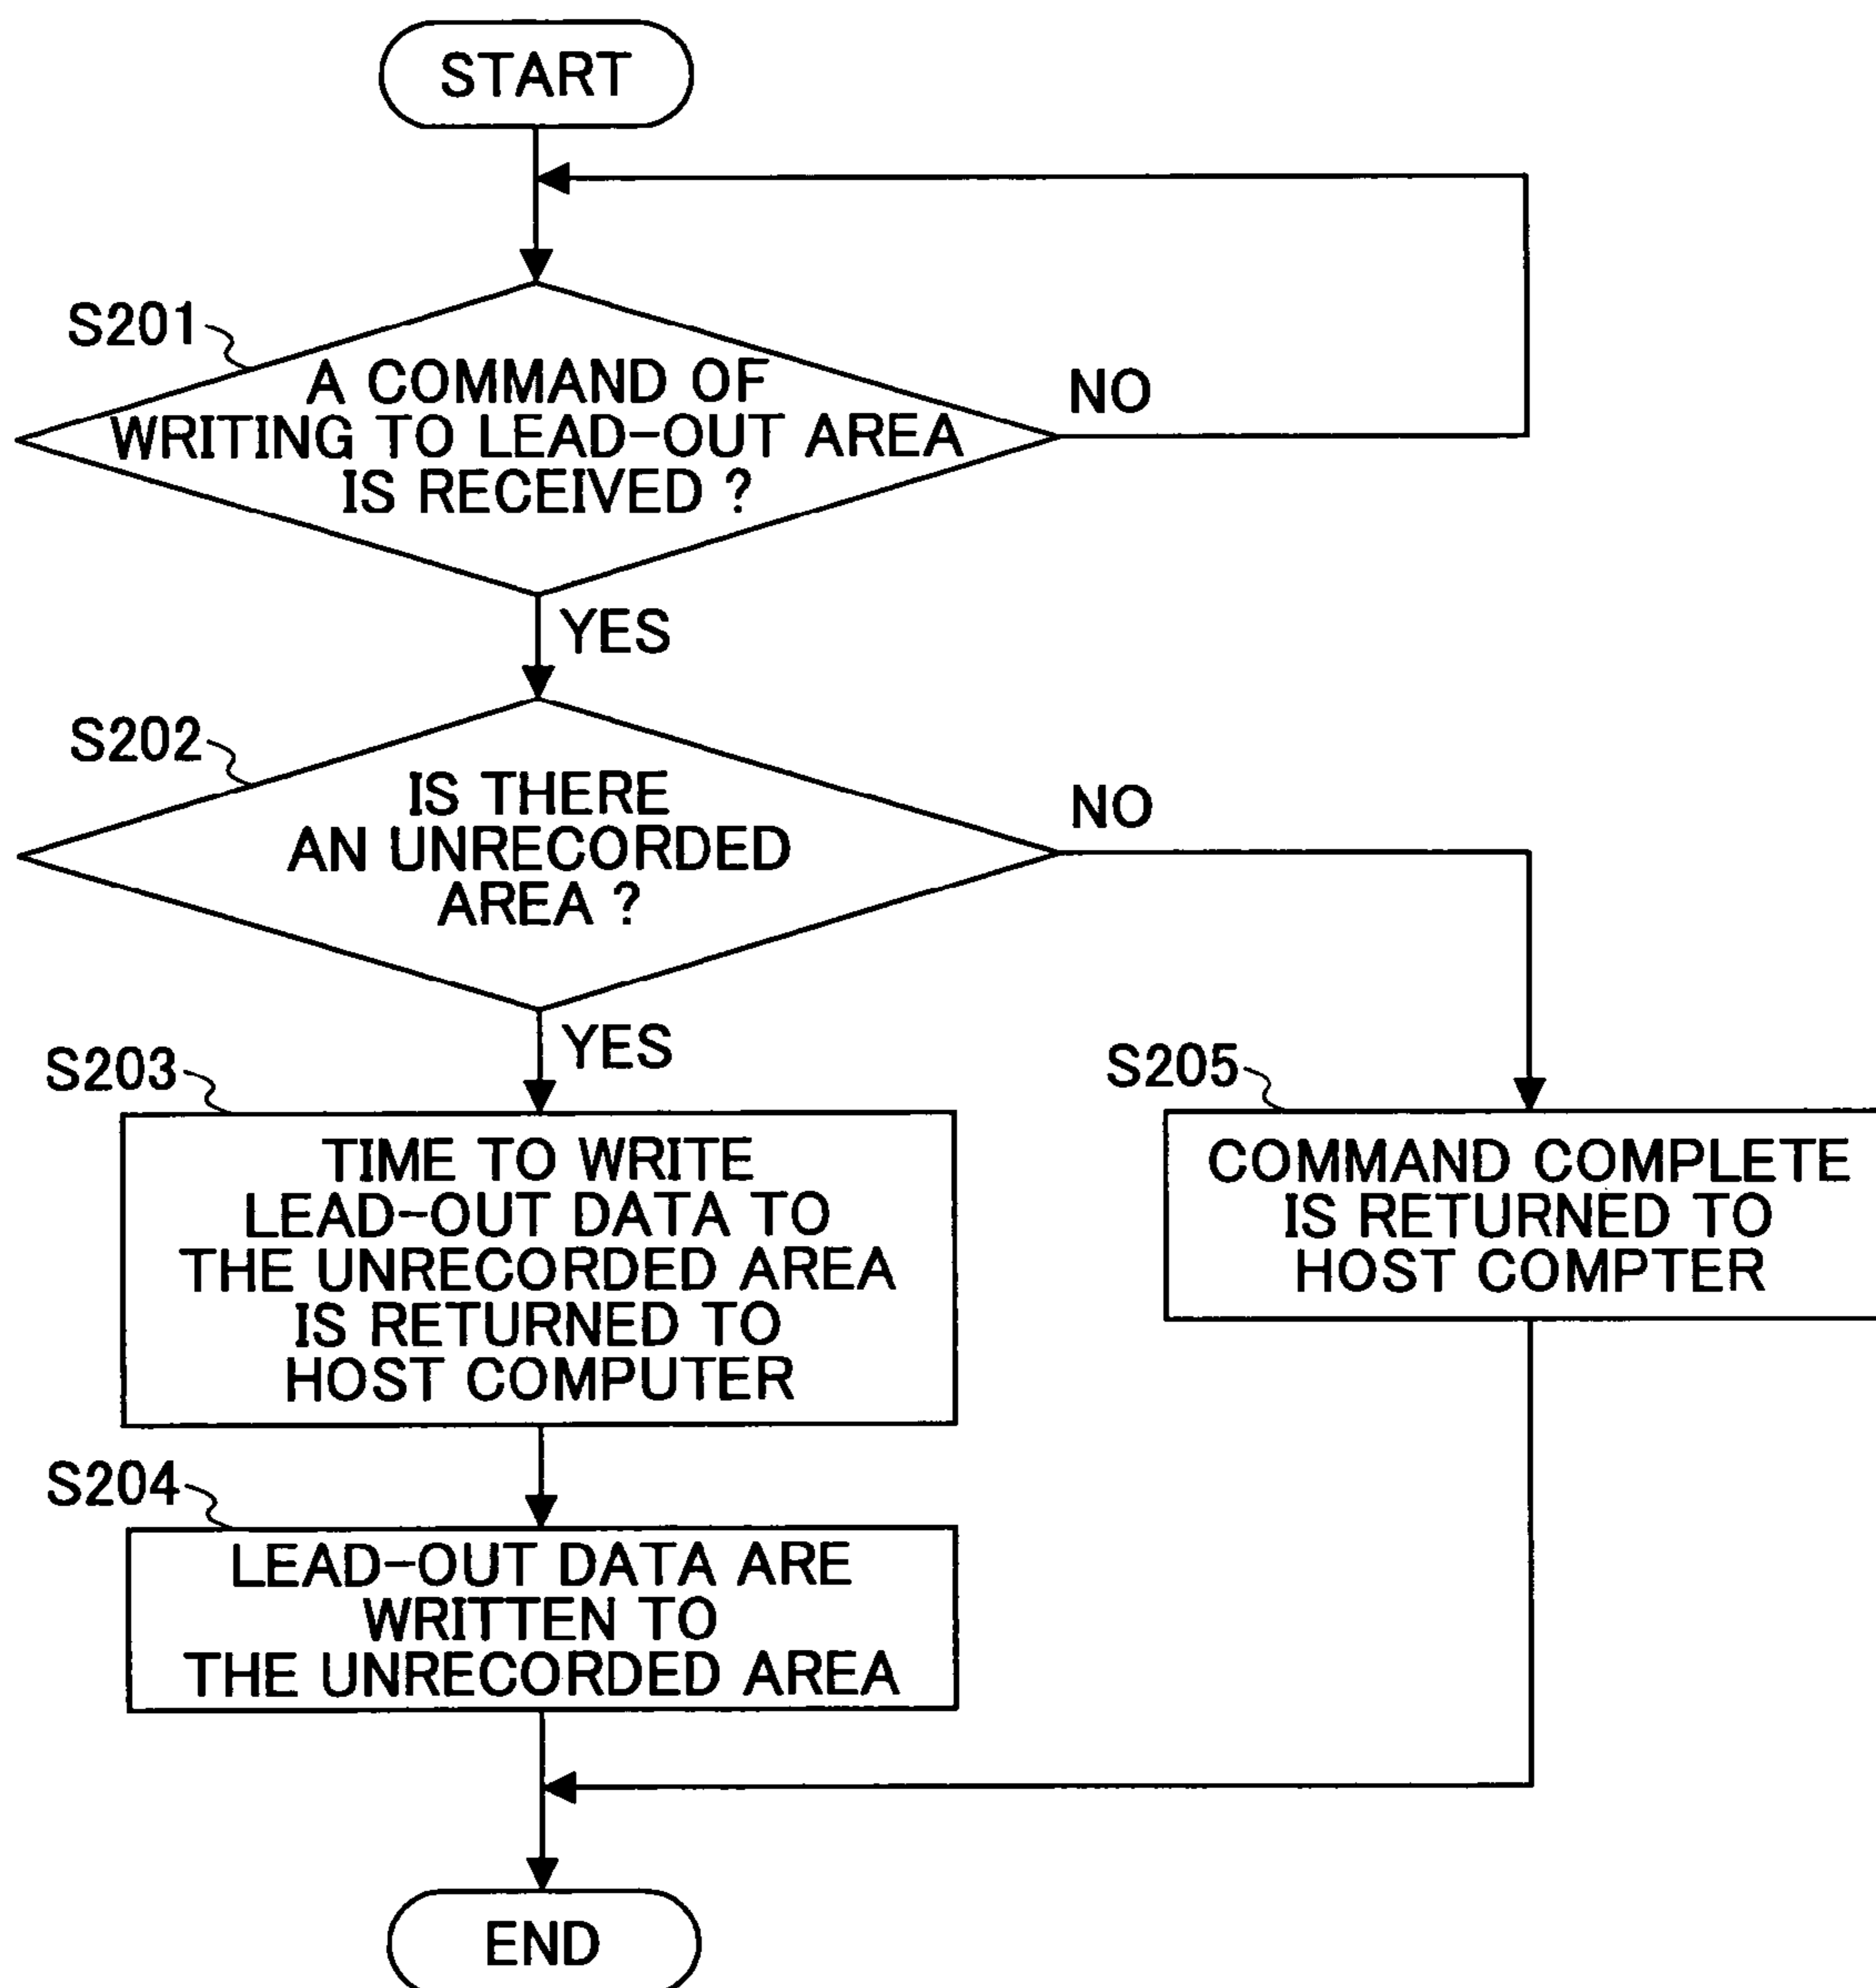 START
S201
A COMMAND OF
WRITING TO LEAD-OUT AREA
IS RECEIVED ?
NO
YES
S202
IS THERE
AN UNRECORDED
AREA ?
NO
YES
S203
TIME TO WRITE
LEAD-OUT DATA TO
THE UNRECORDED AREA
IS RETURNED TO
HOST COMPUTER
S205
COMMAND COMPLETE
IS RETURNED TO
HOST COMPTER
S204
LEAD-OUT DATA ARE
WRITTEN TO
THE UNRECORDED AREA
END